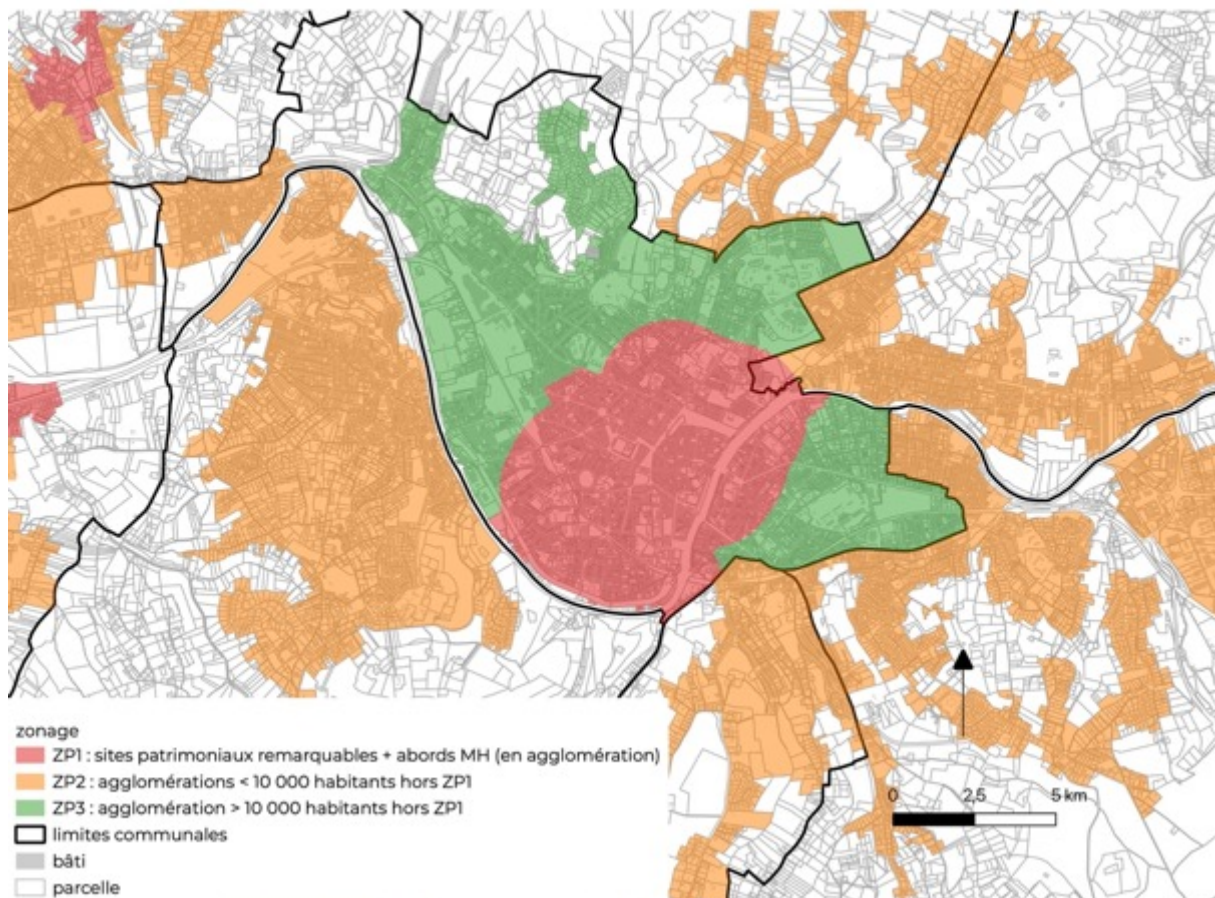 zonage
ZP1 : sites patrimoniaux remarquables + abords MH (en agglomération)
ZP2 : agglomérations < 10 000 habitants hors ZP1
ZP3 : agglomération > 10 000 habitants hors ZP1
limites communales
bâti
parcelle
0 2,5 5 km